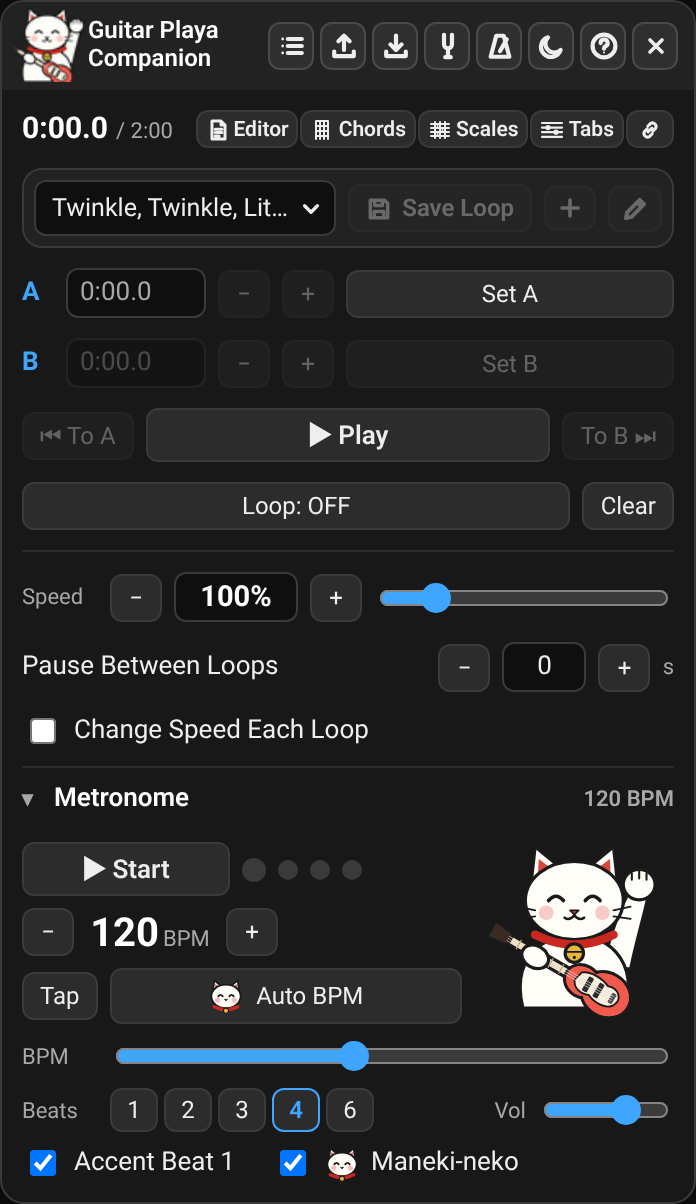 Guitar Playa
Companion
0:00.0 / 2:00 Editor Chords Scales Tabs
Twinkle, Twinkle, Lit... Save Loop +
A 0:00.0 − + Set A
B 0:00.0 − + Set B
To A Play To B
Loop: OFF Clear
Speed − 100% +
Pause Between Loops − 0 + s
Change Speed Each Loop
Metronome 120 BPM
Start
− 120 BPM +
Tap Auto BPM
BPM
Beats 1 2 3 4 6 Vol
Accent Beat 1 Maneki-neko